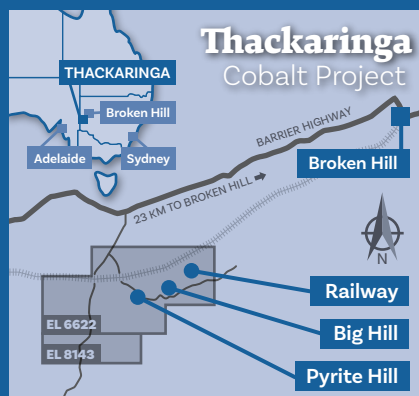 Thackaringa
Cobalt Project
THACKARINGA
Broken Hill
Adelaide
Sydney
BARRIER HIGHWAY
23 KM TO BROKEN HILL
Broken Hill
N
Railway
Big Hill
Pyrite Hill
EL 6622
EL 8143